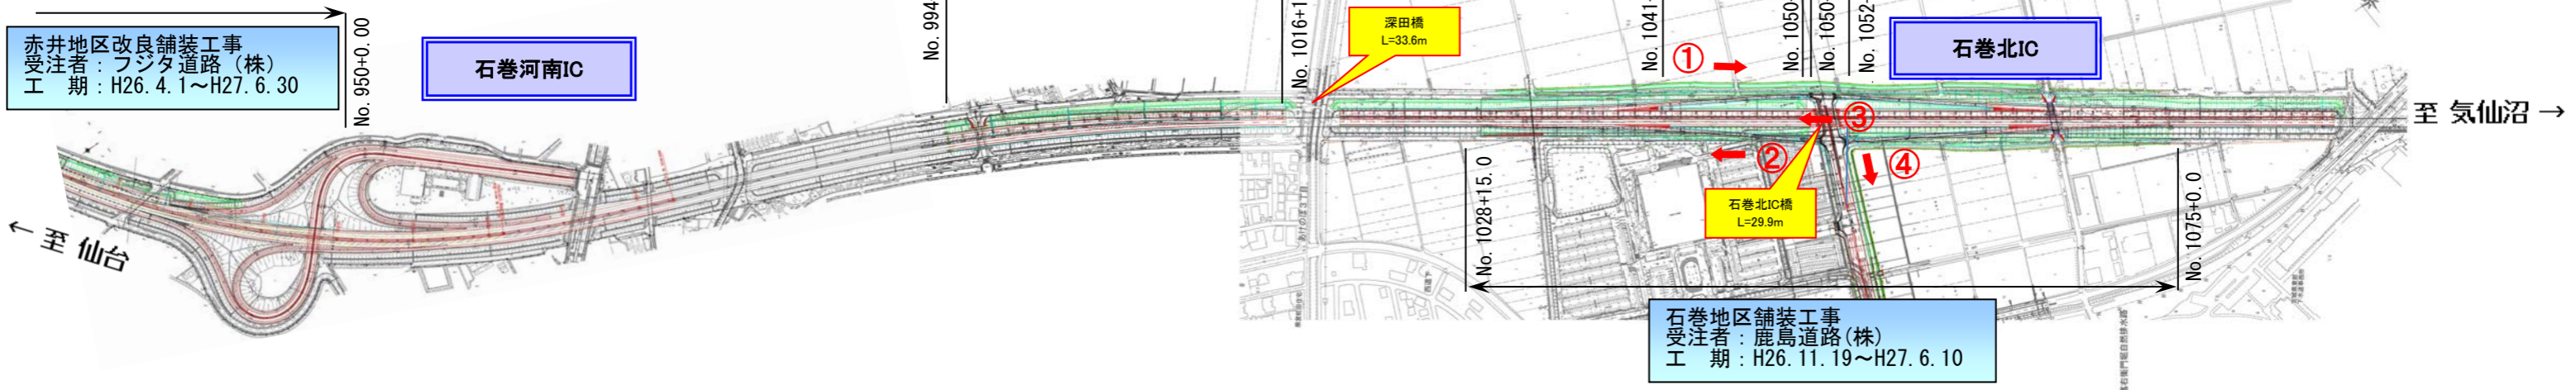 赤井地区改良舗装工事
受注者：フジタ道路（株）
工　期：H26.4.1～H27.6.30
No. 950+0.00
石巻河南IC
No. 994
No. 1016+1
深田橋
L=33.6m
No. 1041
①
No. 1050
No. 1050
No. 1052
石巻北IC
至 気仙沼 →
③
②
④
石巻北IC橋
L=29.9m
← 至 仙台
No. 1028+15.0
No. 1075+0.0
石巻地区舗装工事
受注者：鹿島道路(株)
工　期：H26.11.19～H27.6.10